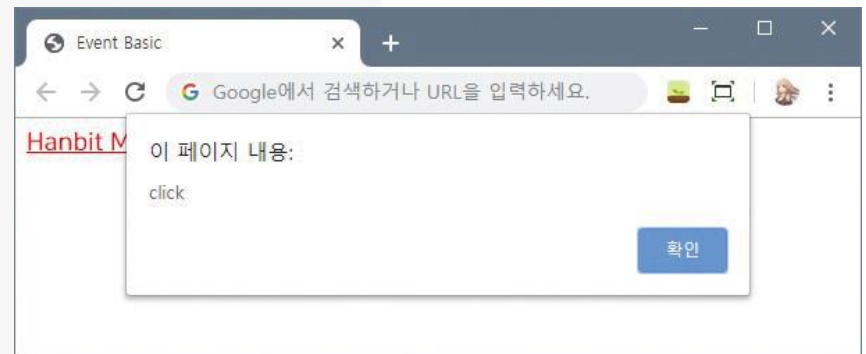 Event Basic
Google에서 검색하거나 URL을 입력하세요.
Hanbit M
이 페이지 내용:
click
확인